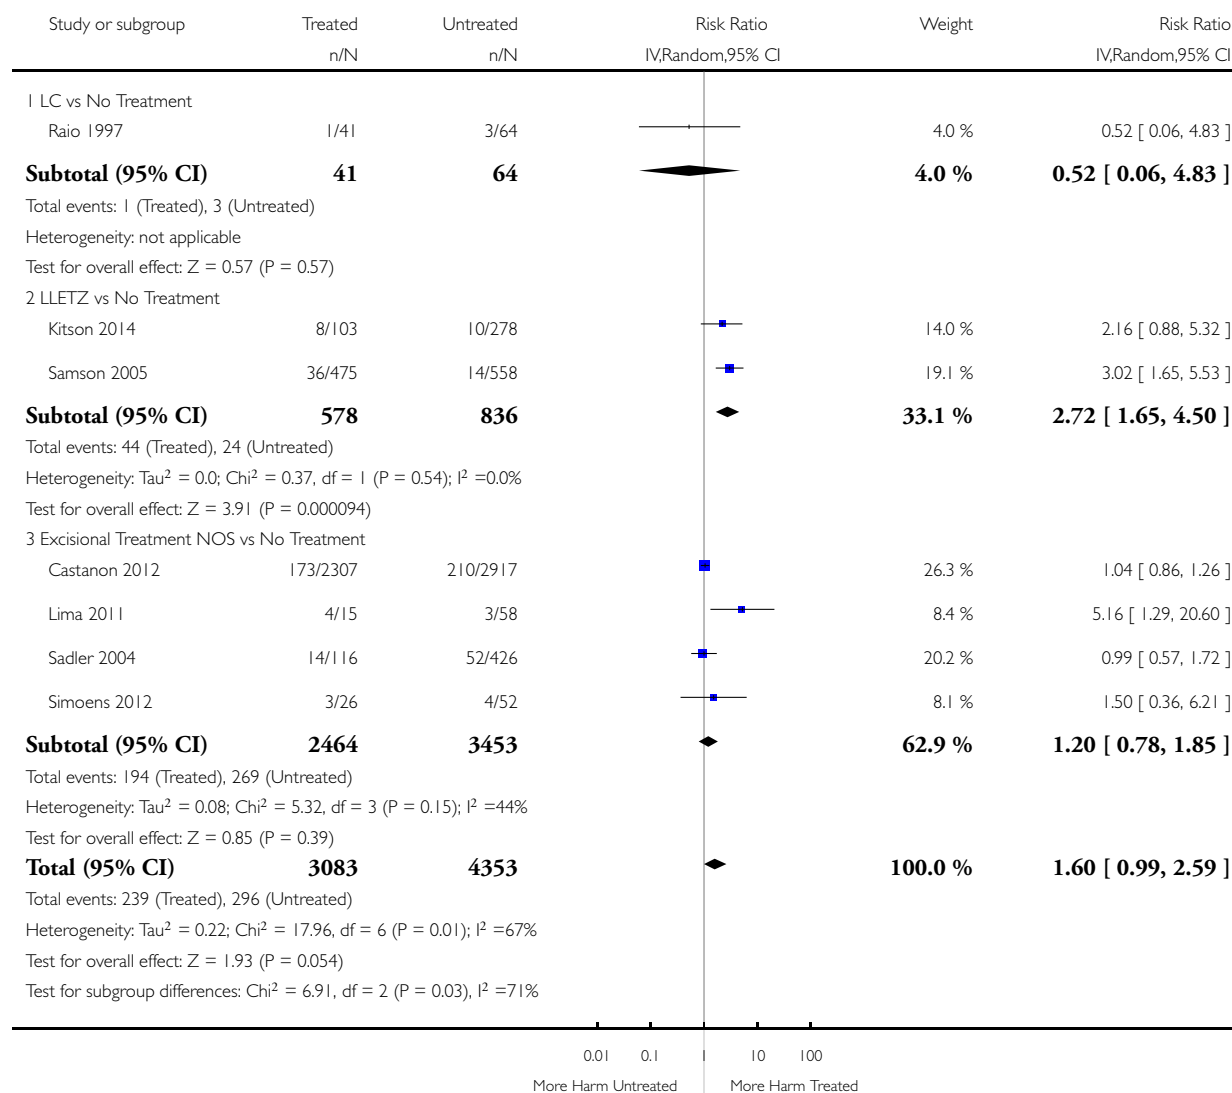 Study or subgroup Treated Untreated Risk Ratio Weight Risk Ratio
n/N n/N IV,Random,95% CI IV,Random,95% CI
1 LC vs No Treatment
Raio 1997 1/41 3/64 4.0 % 0.52 [ 0.06, 4.83 ]
Subtotal (95% CI) 41 64 4.0 % 0.52 [ 0.06, 4.83 ]
Total events: 1 (Treated), 3 (Untreated)
Heterogeneity: not applicable
Test for overall effect: Z = 0.57 (P = 0.57)
2 LLETZ vs No Treatment
Kitson 2014 8/103 10/278 14.0 % 2.16 [ 0.88, 5.32 ]
Samson 2005 36/475 14/558 19.1 % 3.02 [ 1.65, 5.53 ]
Subtotal (95% CI) 578 836 33.1 % 2.72 [ 1.65, 4.50 ]
Total events: 44 (Treated), 24 (Untreated)
Heterogeneity: Tau² = 0.0; Chi² = 0.37, df = 1 (P = 0.54); I² =0.0%
Test for overall effect: Z = 3.91 (P = 0.000094)
3 Excisional Treatment NOS vs No Treatment
Castanon 2012 173/2307 210/2917 26.3 % 1.04 [ 0.86, 1.26 ]
Lima 2011 4/15 3/58 8.4 % 5.16 [ 1.29, 20.60 ]
Sadler 2004 14/116 52/426 20.2 % 0.99 [ 0.57, 1.72 ]
Simoens 2012 3/26 4/52 8.1 % 1.50 [ 0.36, 6.21 ]
Subtotal (95% CI) 2464 3453 62.9 % 1.20 [ 0.78, 1.85 ]
Total events: 194 (Treated), 269 (Untreated)
Heterogeneity: Tau² = 0.08; Chi² = 5.32, df = 3 (P = 0.15); I² =44%
Test for overall effect: Z = 0.85 (P = 0.39)
Total (95% CI) 3083 4353 100.0 % 1.60 [ 0.99, 2.59 ]
Total events: 239 (Treated), 296 (Untreated)
Heterogeneity: Tau² = 0.22; Chi² = 17.96, df = 6 (P = 0.01); I² =67%
Test for overall effect: Z = 1.93 (P = 0.054)
Test for subgroup differences: Chi² = 6.91, df = 2 (P = 0.03), I² =71%
0.01 0.1 1 10 100
More Harm Untreated More Harm Treated